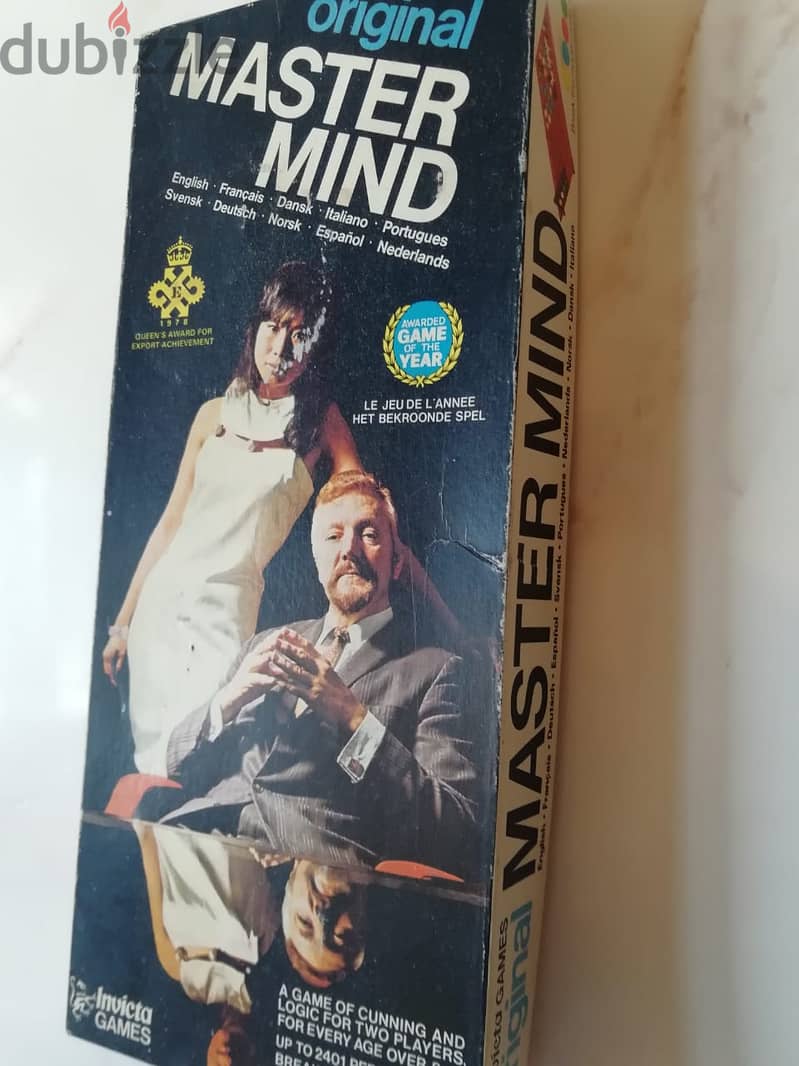 dubizzle
original
MASTER
MIND
English · Français · Dansk · Italiano · Portugues
Svensk · Deutsch · Norsk · Español · Nederlands
E
1978
QUEEN'S AWARD FOR
EXPORT ACHIEVEMENT
AWARDED
GAME
OF THE
YEAR
LE JEU DE L'ANNEE
HET BEKROONDE SPEL
Invicta
GAMES
A GAME OF CUNNING AND
LOGIC FOR TWO PLAYERS.
FOR EVERY AGE OVER
UP TO 2401
Invicta GAMES
original
MASTER MIND
English • Français • Deutsch • Español • Svensk • Portugues • Nederlands • Norsk • Dansk • Italiano